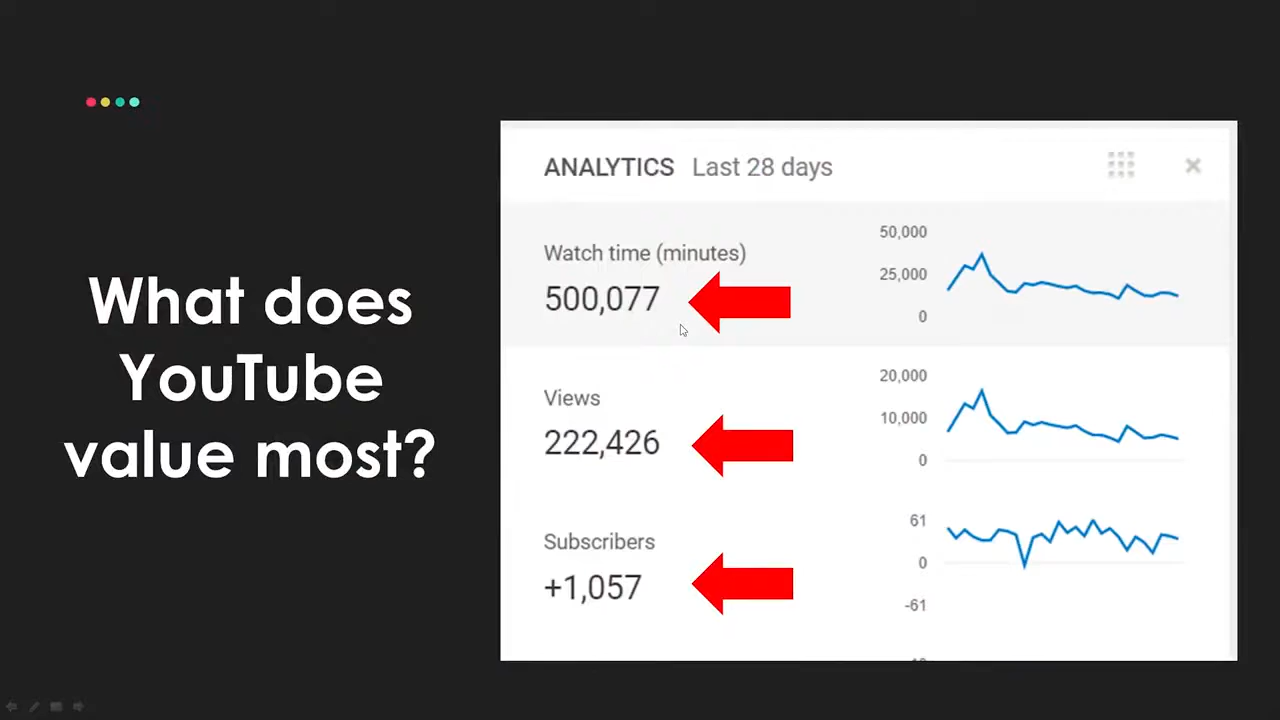 What does
YouTube
value most?
ANALYTICS Last 28 days
Watch time (minutes)
500,077
50,000
25,000
0
Views
222,426
20,000
10,000
0
Subscribers
+1,057
61
0
-61